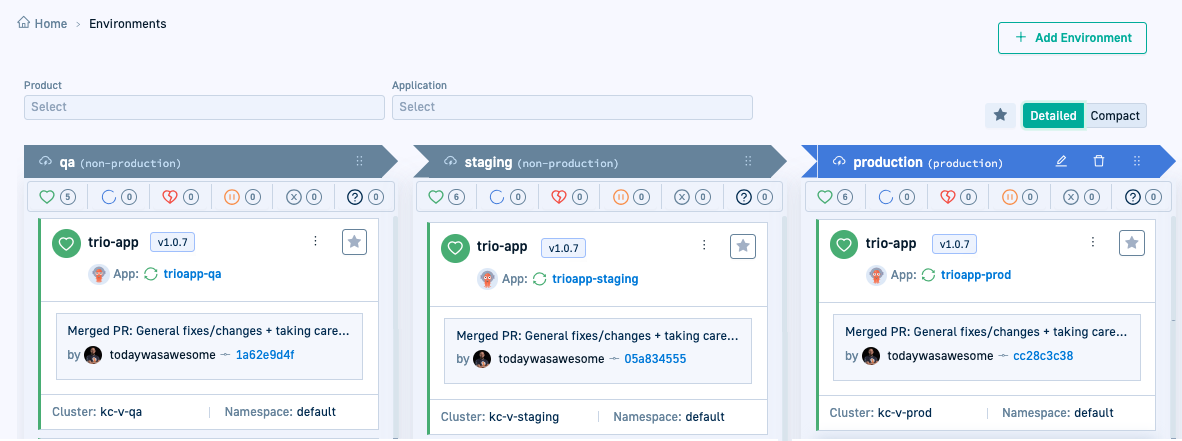 Home > Environments
+ Add Environment
Product
Application
Select
Select
Detailed
Compact
qa (non-production)
5
0
0
0
0
0
trio-app v1.0.7
App: trioapp-qa
Merged PR: General fixes/changes + taking care...
by todaywasawesome 1a62e9d4f
Cluster: kc-v-qa
Namespace: default
staging (non-production)
6
0
0
0
0
0
trio-app v1.0.7
App: trioapp-staging
Merged PR: General fixes/changes + taking care...
by todaywasawesome 05a834555
Cluster: kc-v-staging
Namespace: default
production (production)
6
0
0
0
0
0
trio-app v1.0.7
App: trioapp-prod
Merged PR: General fixes/changes + taking care...
by todaywasawesome cc28c3c38
Cluster: kc-v-prod
Namespace: default